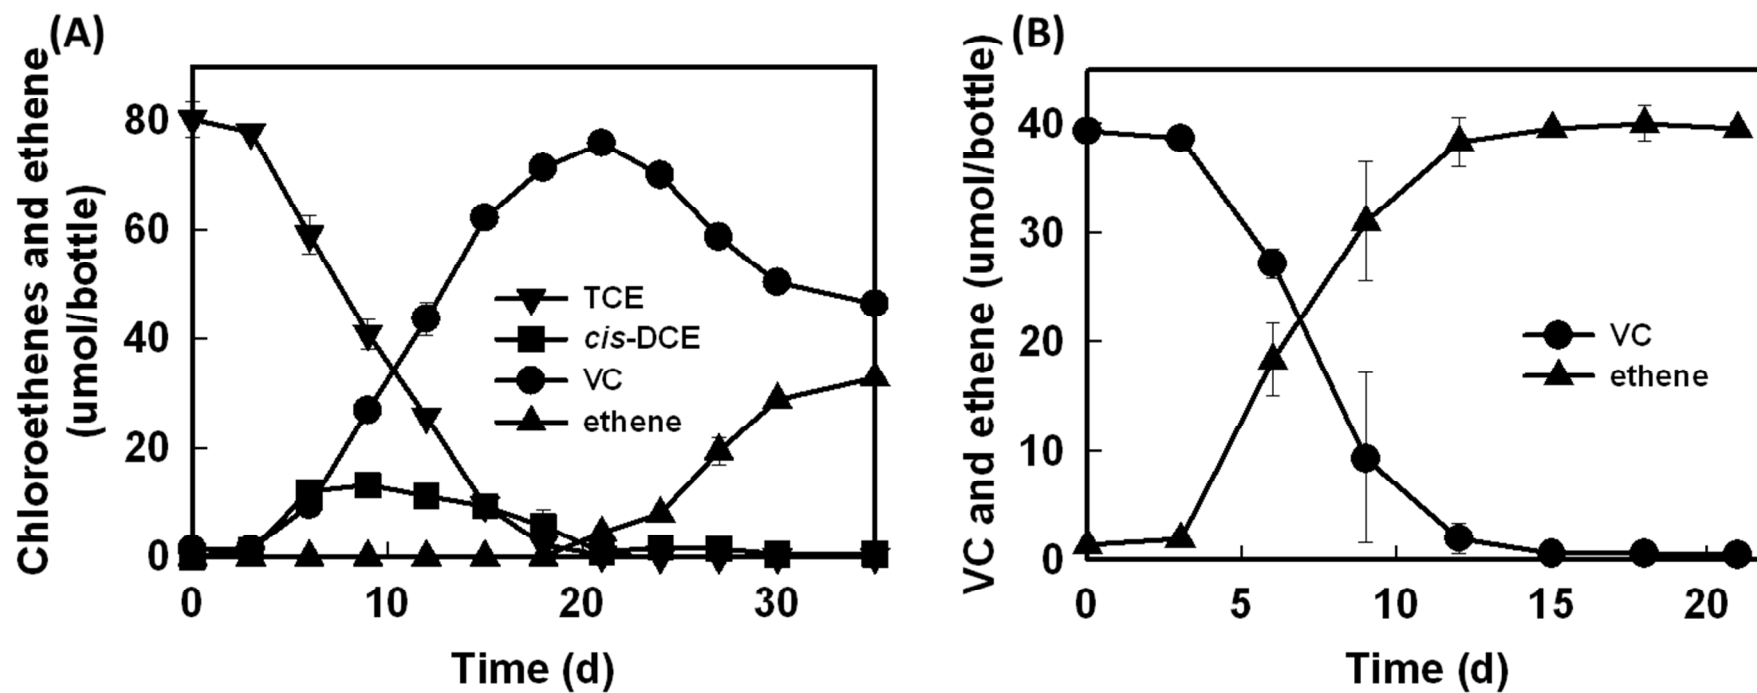 (A)
Chloroethenes and ethene
(umol/bottle)
80
60
40
20
0
TCE
cis-DCE
VC
ethene
0
10
20
30
Time (d)
(B)
VC and ethene (umol/bottle)
40
30
20
10
0
VC
ethene
0
5
10
15
20
Time (d)